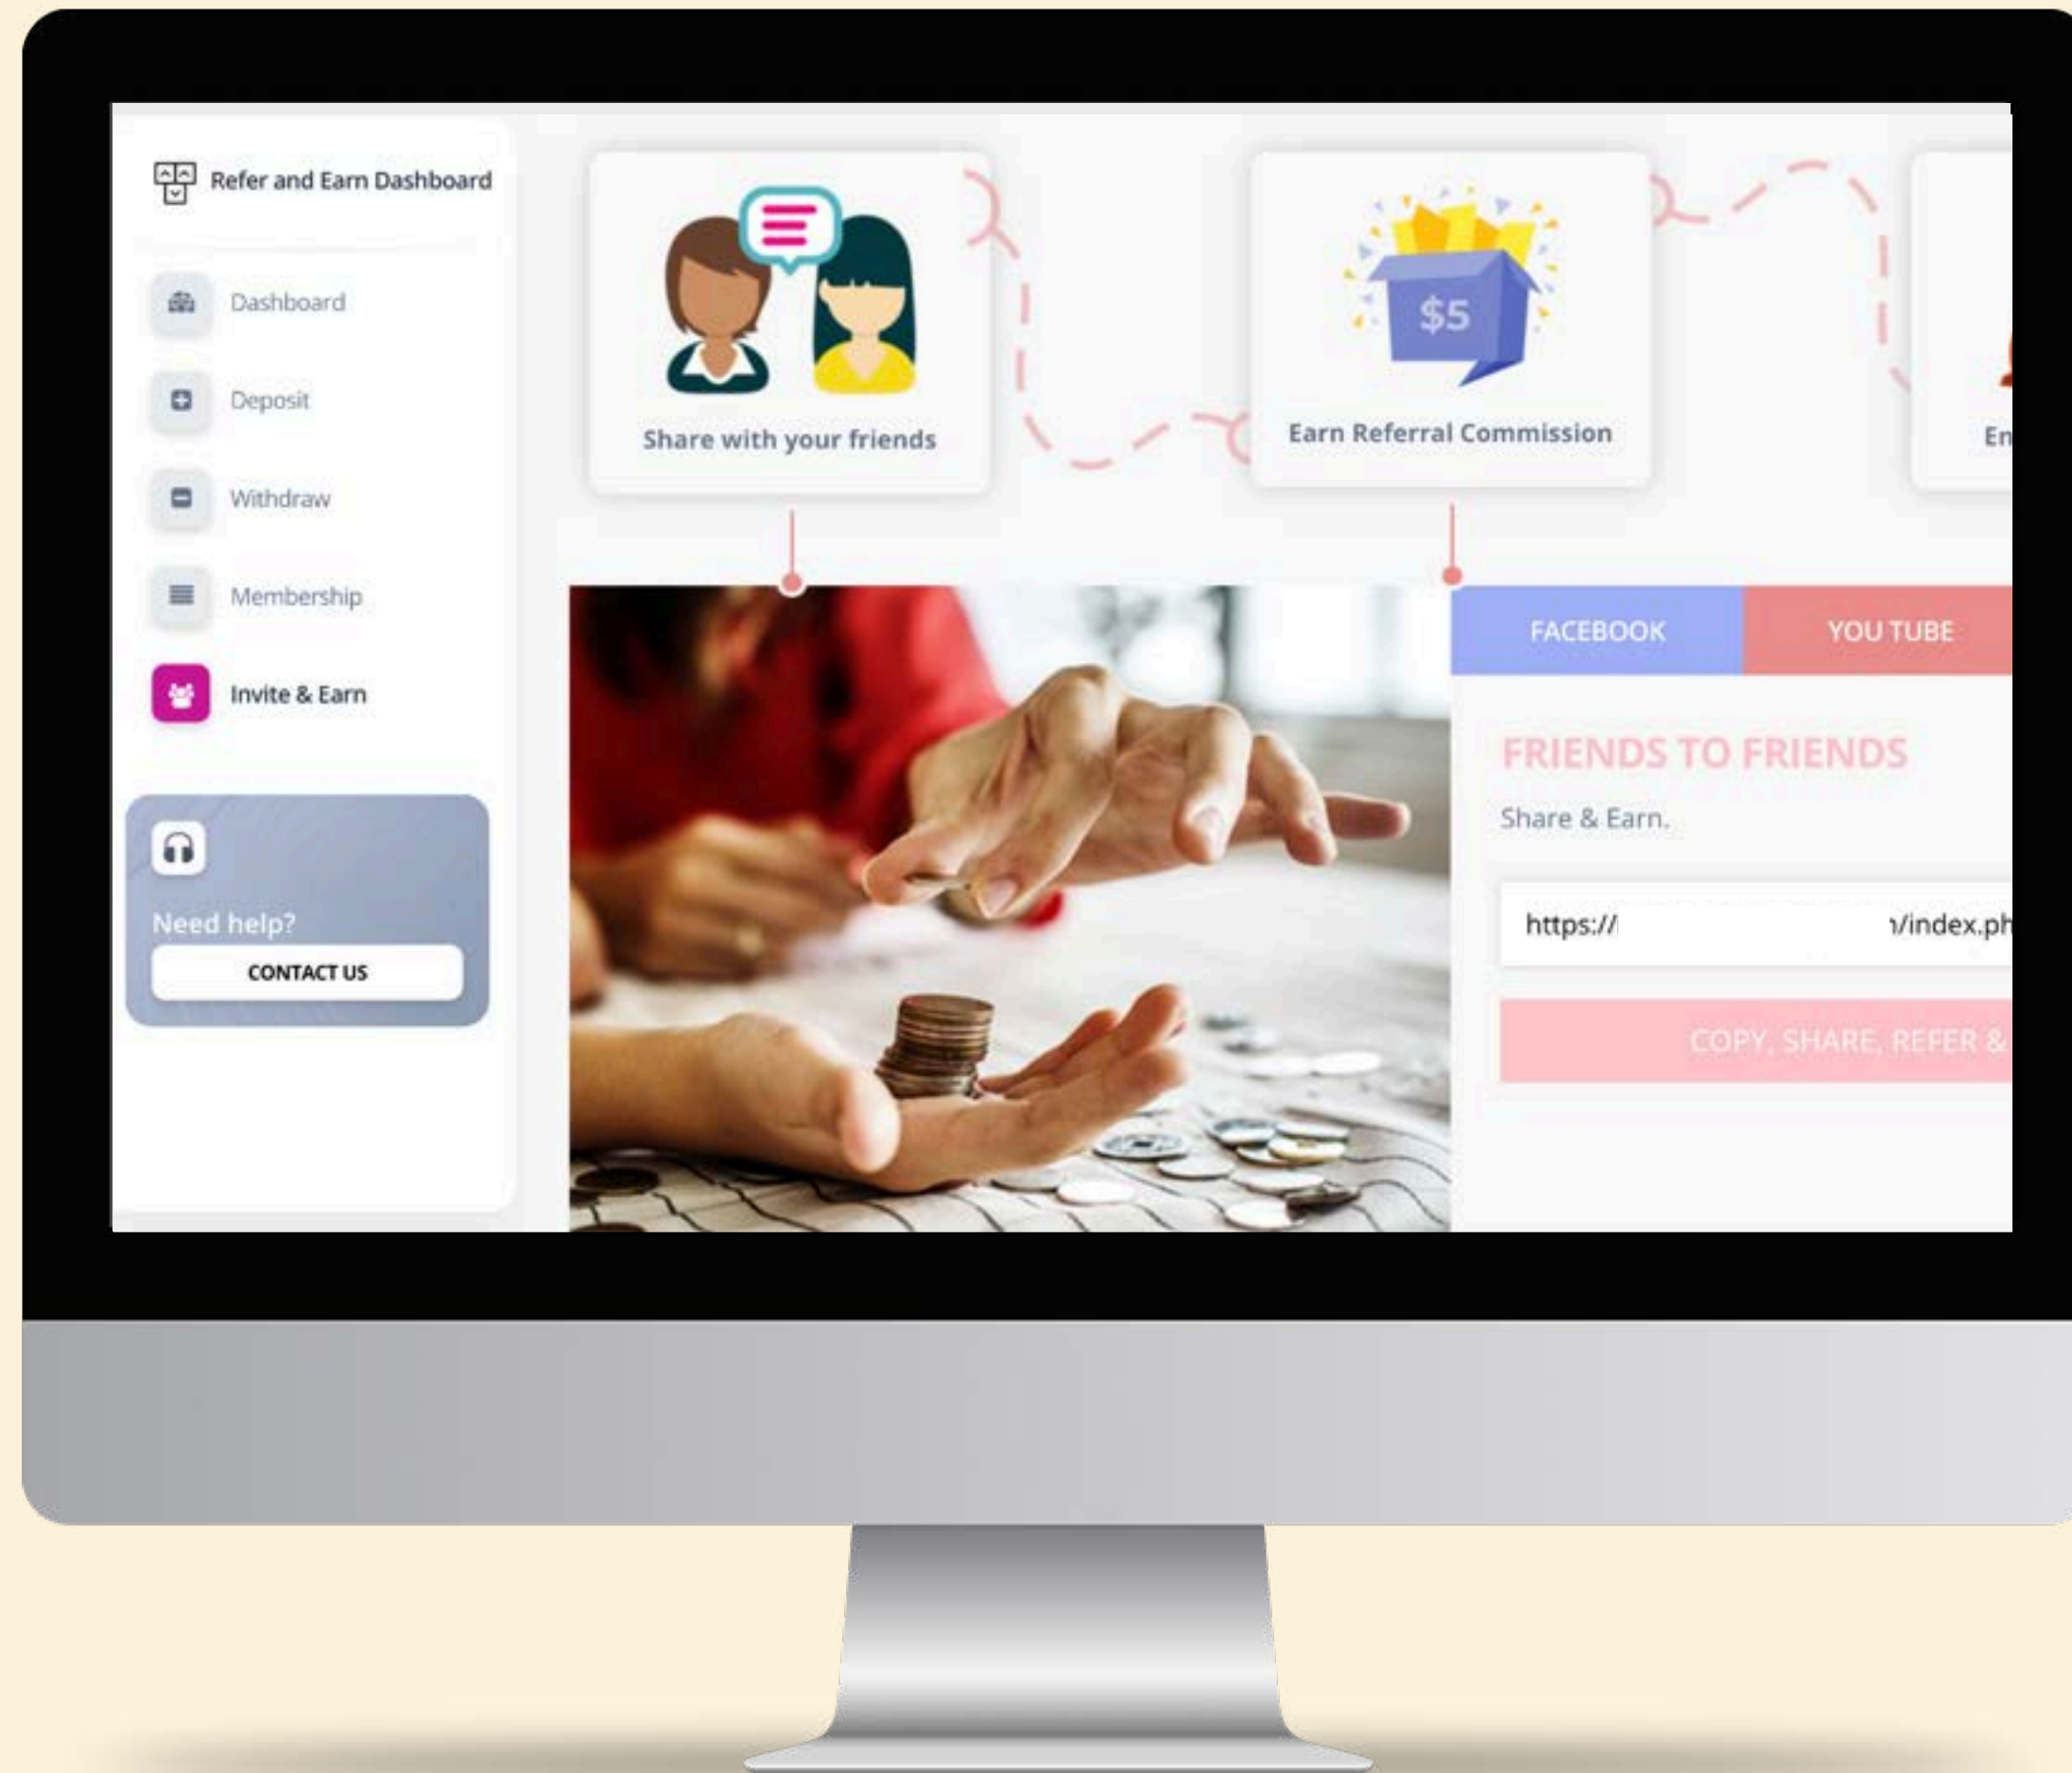 Refer and Earn Dashboard
Dashboard
Deposit
Withdraw
Membership
Invite & Earn
Need help?
CONTACT US
Share with your friends
$5
Earn Referral Commission
En
FACEBOOK
YOU TUBE
FRIENDS TO FRIENDS
Share & Earn.
https:// /index.ph
COPY, SHARE, REFER &